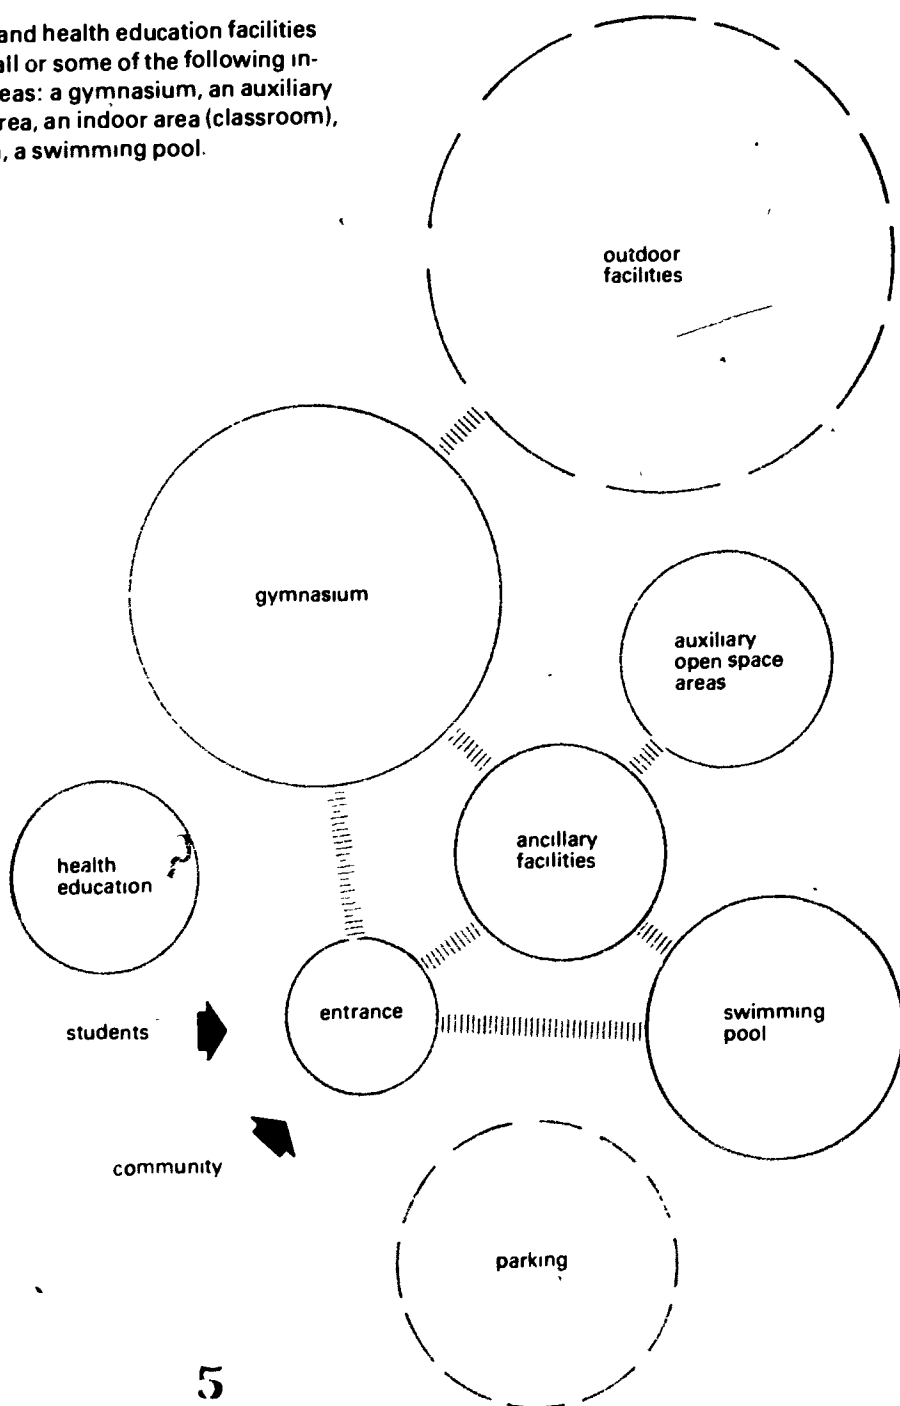 and health education facilities
all or some of the following in-
eas: a gymnasium, an auxiliary
rea, an indoor area (classroom),
, a swimming pool.
outdoor
facilities
gymnasium
auxiliary
open space
areas
ancillary
facilities
health
education
?
entrance
swimming
pool
students
community
parking
5